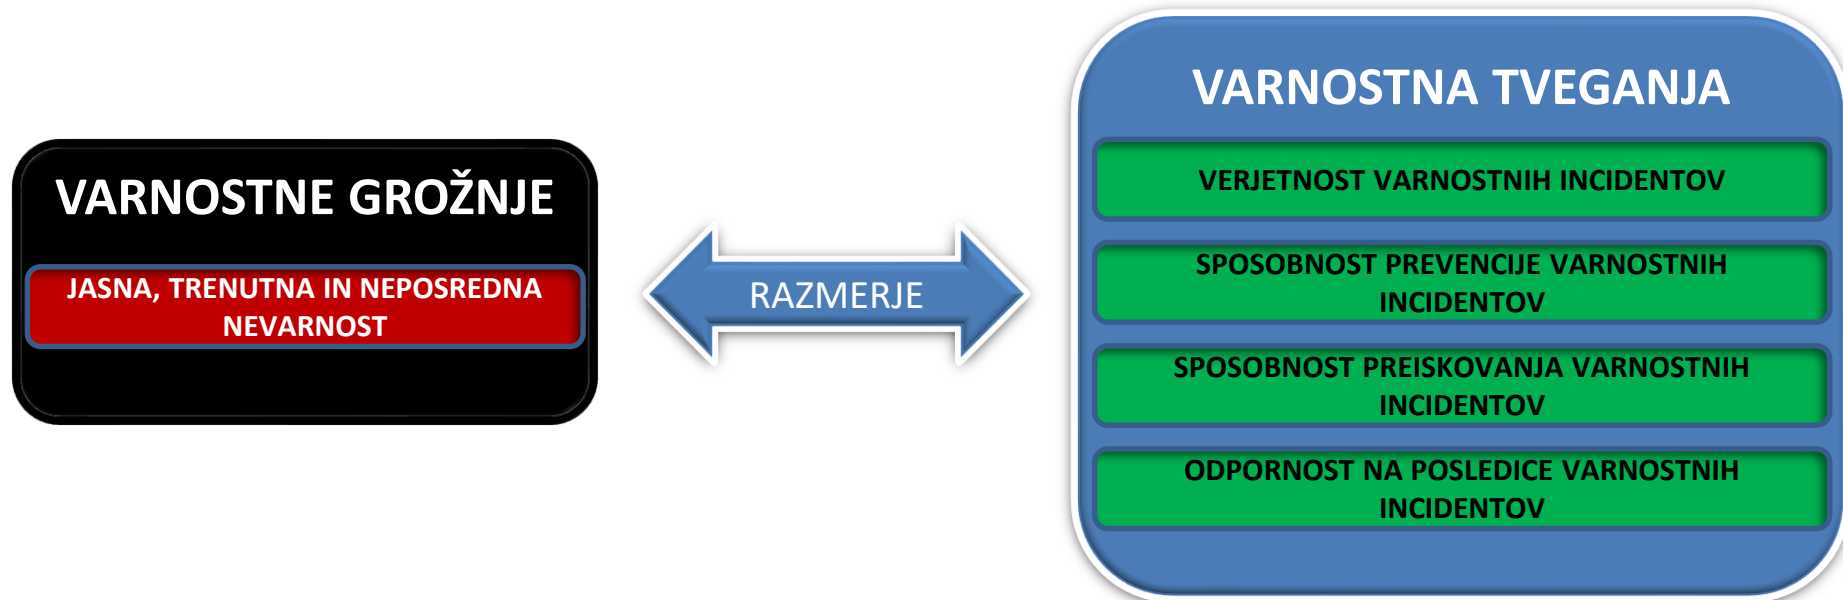 VARNOSTNE GROŽNJE
JASNA, TRENUTNA IN NEPOSREDNA
NEVARNOST
RAZMERJE
VARNOSTNA TVEGANJA
VERJETNOST VARNOSTNIH INCIDENTOV
SPOSOBNOST PREVENCIJE VARNOSTNIH
INCIDENTOV
SPOSOBNOST PREISKOVANJA VARNOSTNIH
INCIDENTOV
ODPORNOST NA POSLEDICE VARNOSTNIH
INCIDENTOV